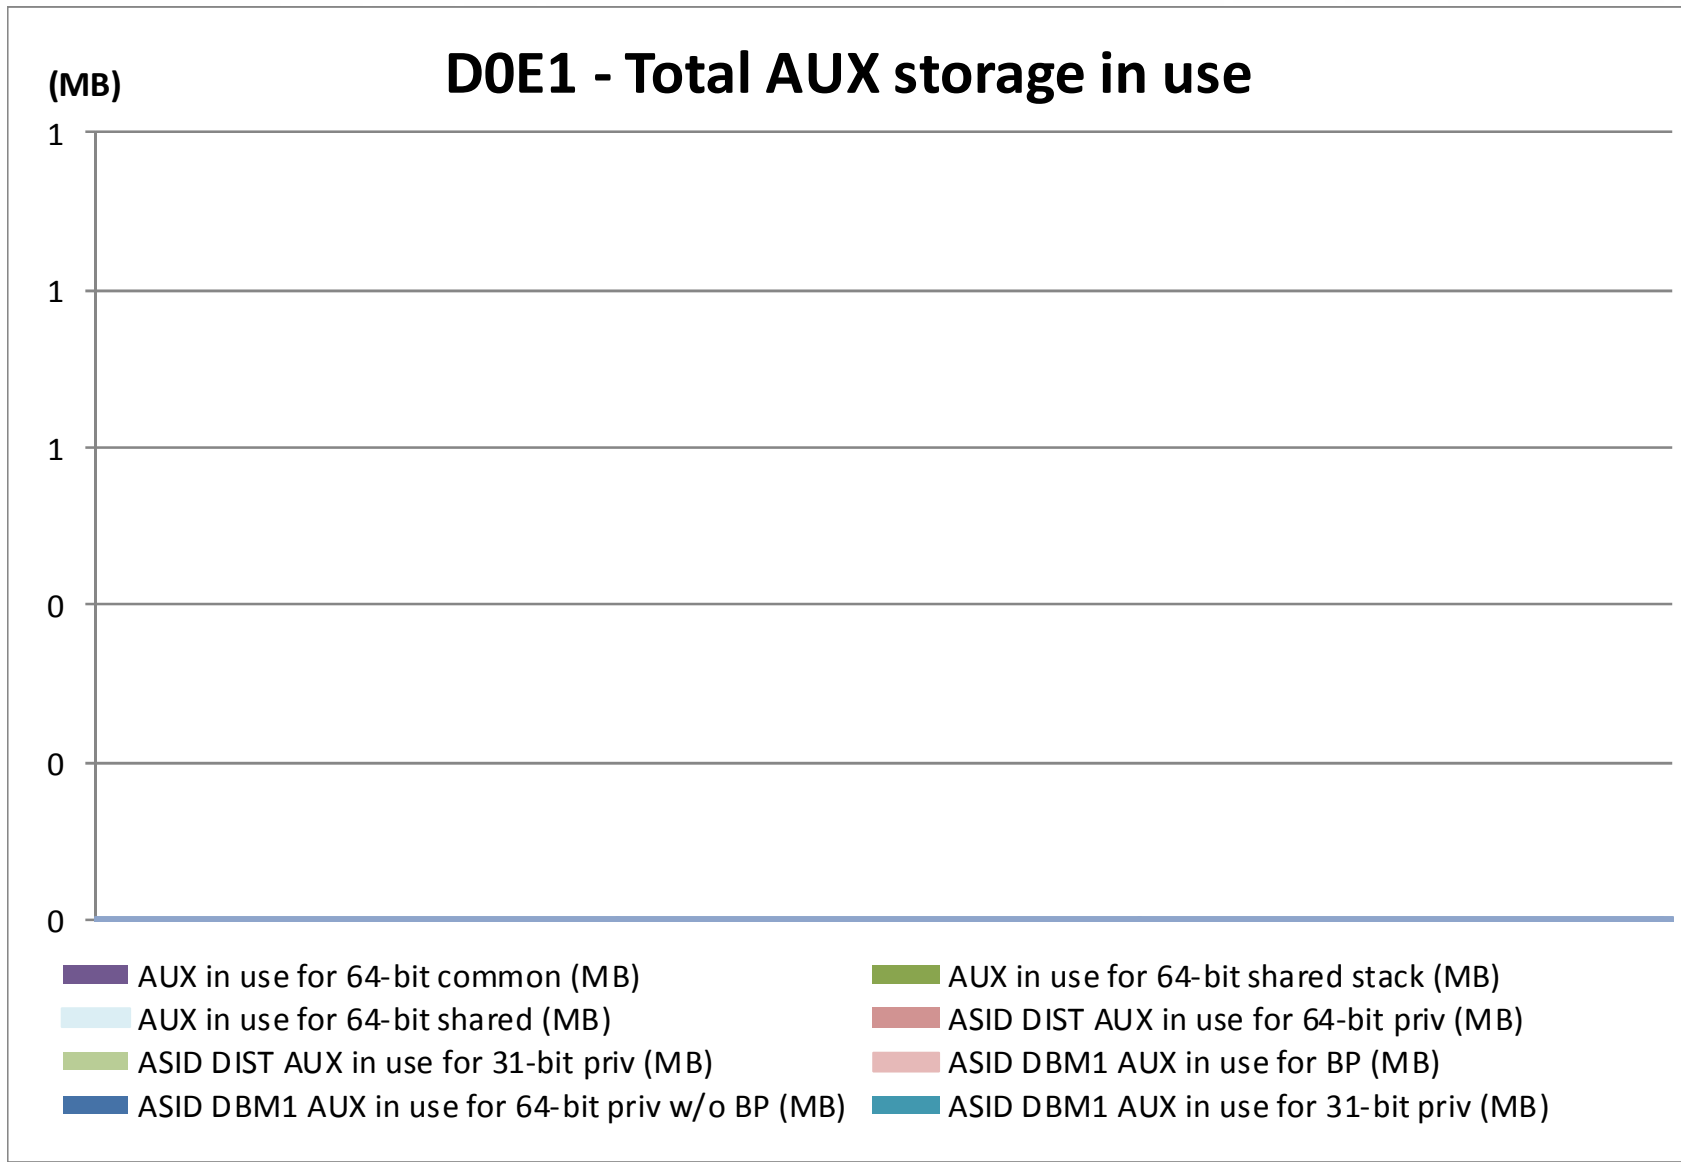 D0E1 - Total AUX storage in use
(MB)
1
1
1
0
0
0
AUX in use for 64-bit common (MB)
AUX in use for 64-bit shared stack (MB)
AUX in use for 64-bit shared (MB)
ASID DIST AUX in use for 64-bit priv (MB)
ASID DIST AUX in use for 31-bit priv (MB)
ASID DBM1 AUX in use for BP (MB)
ASID DBM1 AUX in use for 64-bit priv w/o BP (MB)
ASID DBM1 AUX in use for 31-bit priv (MB)